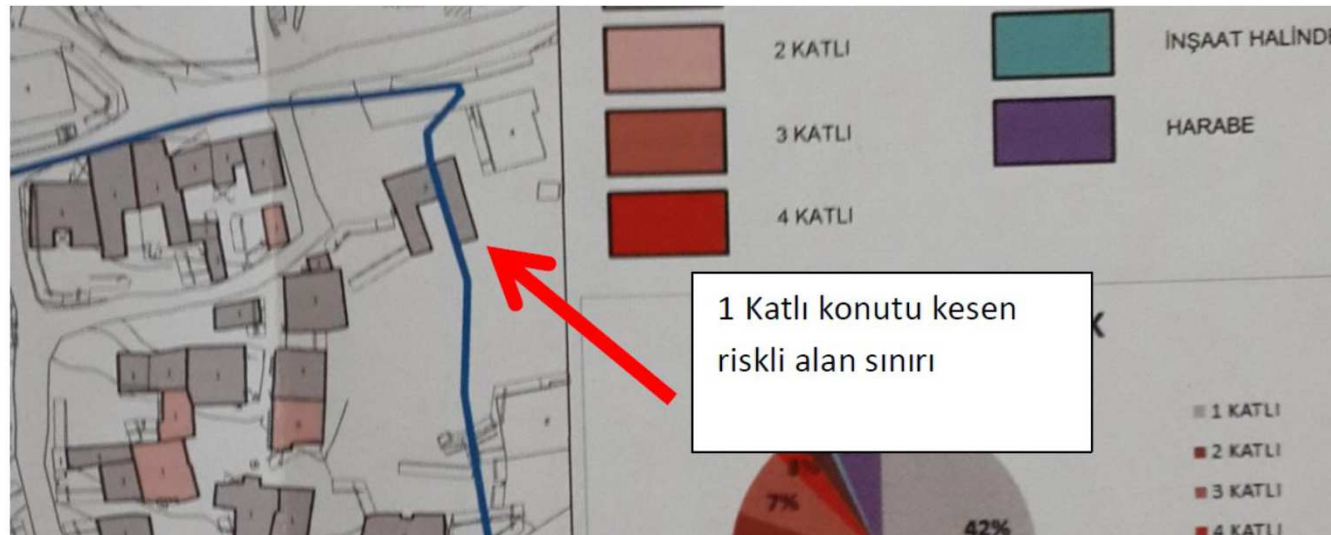 2 KATLI
İNŞAAT HALİNDE
3 KATLI
HARABE
4 KATLI
1 Katlı konutu kesen
riskli alan sınırı
K
1 KATLI
2 KATLI
3 KATLI
4 KATLI
8%
7%
42%